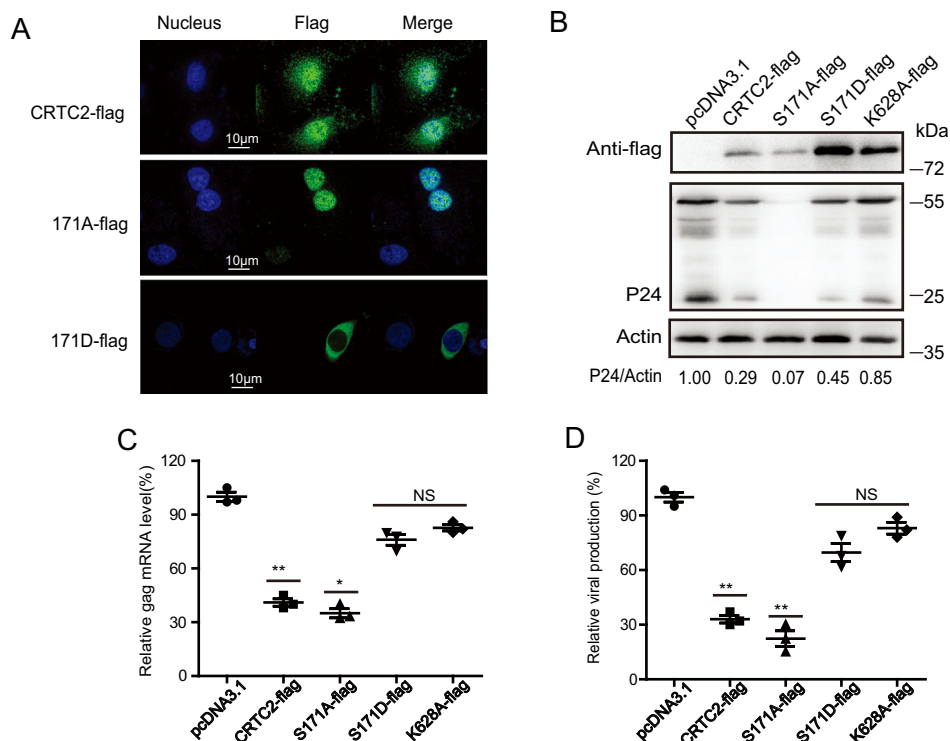 A
Nucleus Flag Merge
CRTC2-flag
10μm
171A-flag
10μm
171D-flag
10μm
B
pcDNA3.1 CRTC2-flag S171A-flag S171D-flag K628A-flag
kDa
Anti-flag
—72
—55
P24
—25
Actin
—35
P24/Actin 1.00 0.29 0.07 0.45 0.85
C
Relative gag mRNA level(%)
120
90
60
30
0
** * NS
pcDNA3.1 CRTC2-flag S171A-flag S171D-flag K628A-flag
D
Relative viral production (%)
120
90
60
30
0
** ** NS
pcDNA3.1 CRTC2-flag S171A-flag S171D-flag K628A-flag